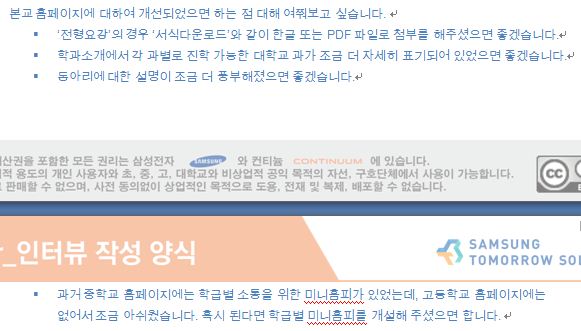 본교 홈페이지에 대하여 개선되었으면 하는 점 대해 여쭤보고 싶습니다.
'전형요강'의 경우 '서식다운로드'와 같이 한글 또는 PDF 파일로 첨부를 해주셨으면 좋겠습니다.
학과소개에서 각 과별로 진학 가능한 대학교 과가 조금 더 자세히 표기되어 있었으면 좋겠습니다.
동아리에 대한 설명이 조금 더 풍부해졌으면 좋겠습니다.
산권을 포함한 모든 권리는 삼성전자 SAMSUNG 와 컨티늄 CONTINUUM 에 있습니다.
적 용도의 개인 사용자와 초, 중, 고, 대학교와 비상업적 공익 목적의 자선, 구호단체에서 사용이 가능합니다.
판매할 수 없으며, 사전 동의없이 상업적인 목적으로 도용, 전재 및 복제, 배포할 수 없습니다.
cc
_인터뷰 작성 양식
SAMSUNG
TOMORROW SO
과거 중학교 홈페이지에는 학급별 소통을 위한 미니홈피가 있었는데, 고등학교 홈페이지에는
없어서 조금 아쉬웠습니다. 혹시 된다면 학급별 미니홈피를 개설해 주셨으면 합니다.